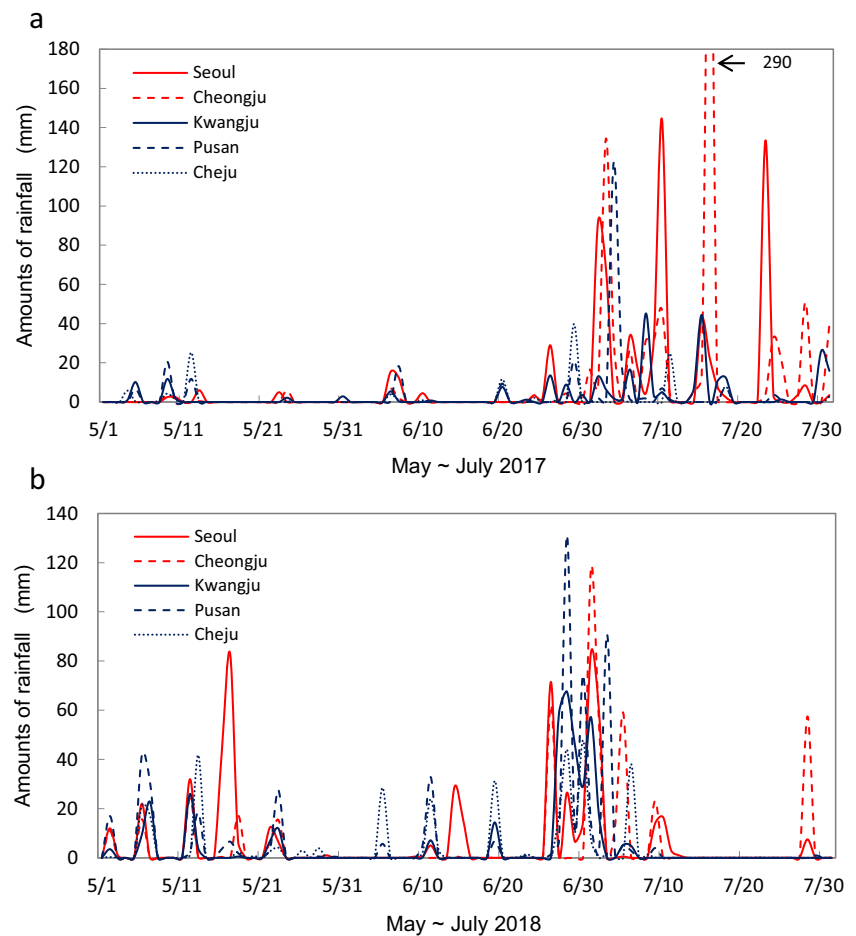 a
180
160
140
120
100
80
60
40
20
0
Amounts of rainfall (mm)
Seoul
Cheongju
Kwangju
Pusan
Cheju
290
5/1 5/11 5/21 5/31 6/10 6/20 6/30 7/10 7/20 7/30
May ~ July 2017
b
140
120
100
80
60
40
20
0
Amounts of rainfall (mm)
Seoul
Cheongju
Kwangju
Pusan
Cheju
5/1 5/11 5/21 5/31 6/10 6/20 6/30 7/10 7/20 7/30
May ~ July 2018